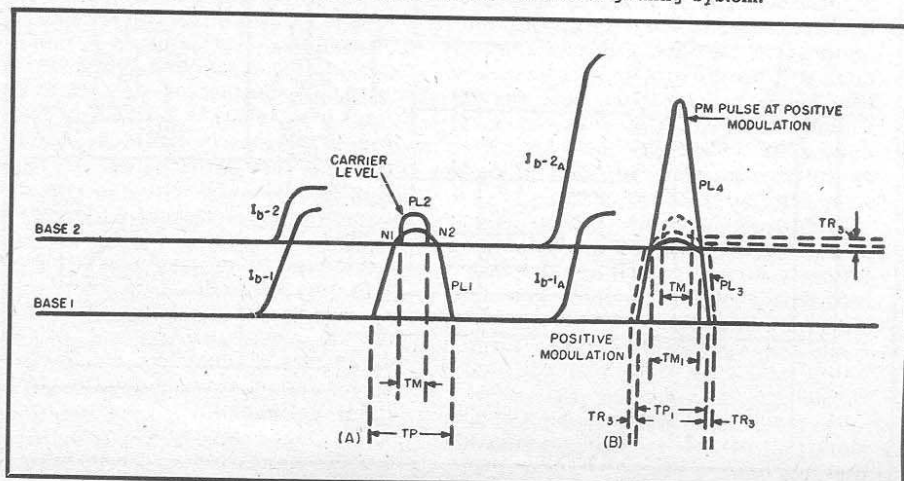 System.
PM PULSE AT POSITIVE
MODULATION
CARRIER
LEVEL
Ib-2A
Ib-2
PL2
PL4
TR3
BASE 2
N1
N2
Ib-1
Ib-1A
TM
PL3
PL1
BASE 1
POSITIVE
MODULATION
TM1
TM
TR3
TP1
TR3
(A)
TP
(B)